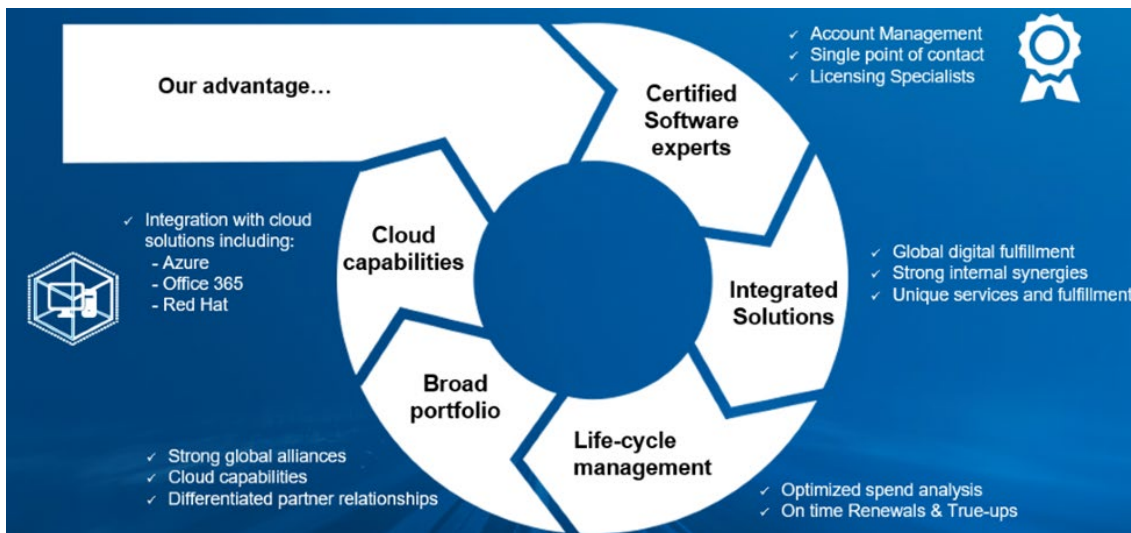 Our advantage…
Certified
Software
experts
✓ Account Management
✓ Single point of contact
✓ Licensing Specialists
Integrated
Solutions
✓ Global digital fulfillment
✓ Strong internal synergies
✓ Unique services and fulfillment
Life-cycle
management
✓ Optimized spend analysis
✓ On time Renewals & True-ups
Broad
portfolio
✓ Strong global alliances
✓ Cloud capabilities
✓ Differentiated partner relationships
Cloud
capabilities
✓ Integration with cloud
solutions including:
- Azure
- Office 365
- Red Hat